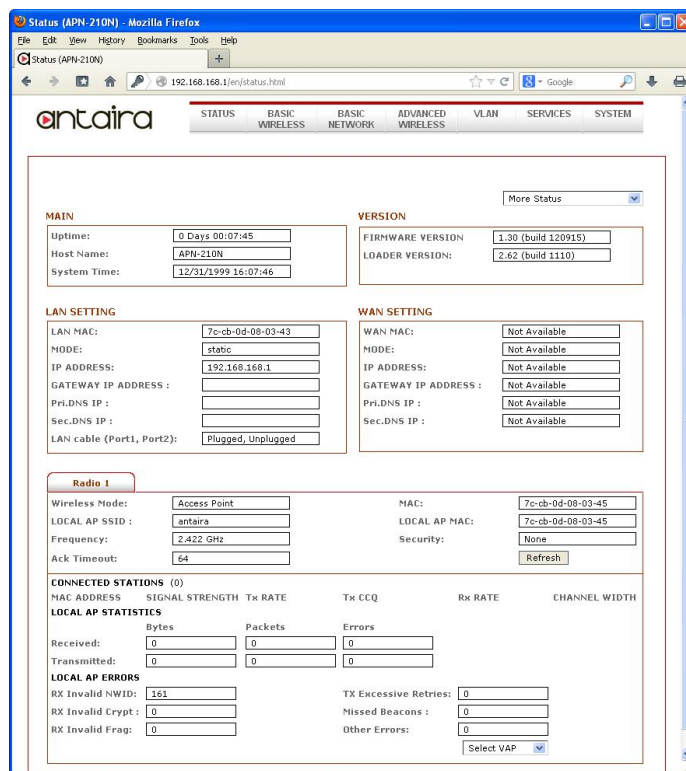 Status (APN-210N) - Mozilla Firefox
File Edit View History Bookmarks Tools Help
Status (APN-210N)
192.168.168.1/en/status.html Google
antaira
STATUS BASIC WIRELESS BASIC NETWORK ADVANCED WIRELESS VLAN SERVICES SYSTEM
More Status
MAIN
Uptime: 0 Days 00:07:45
Host Name: APN-210N
System Time: 12/31/1999 16:07:46
VERSION
FIRMWARE VERSION 1.30 (build 120915)
LOADER VERSION: 2.62 (build 1110)
LAN SETTING
LAN MAC: 7c-cb-0d-08-03-43
MODE: static
IP ADDRESS: 192.168.168.1
GATEWAY IP ADDRESS :
Pri.DNS IP :
Sec.DNS IP :
LAN cable (Port1, Port2): Plugged, Unplugged
WAN SETTING
WAN MAC: Not Available
MODE: Not Available
IP ADDRESS: Not Available
GATEWAY IP ADDRESS : Not Available
Pri.DNS IP : Not Available
Sec.DNS IP : Not Available
Radio 1
Wireless Mode: Access Point MAC: 7c-cb-0d-08-03-45
LOCAL AP SSID : antaira LOCAL AP MAC: 7c-cb-0d-08-03-45
Frequency: 2.422 GHz Security: None
Ack Timeout: 64 Refresh
CONNECTED STATIONS (0)
MAC ADDRESS SIGNAL STRENGTH Tx RATE Tx CCQ Rx RATE CHANNEL WIDTH
LOCAL AP STATISTICS
Bytes Packets Errors
Received: 0 0 0
Transmitted: 0 0 0
LOCAL AP ERRORS
RX Invalid NWID: 161 TX Excessive Retries: 0
RX Invalid Crypt : 0 Missed Beacons : 0
RX Invalid Frag: 0 Other Errors: 0
Select VAP